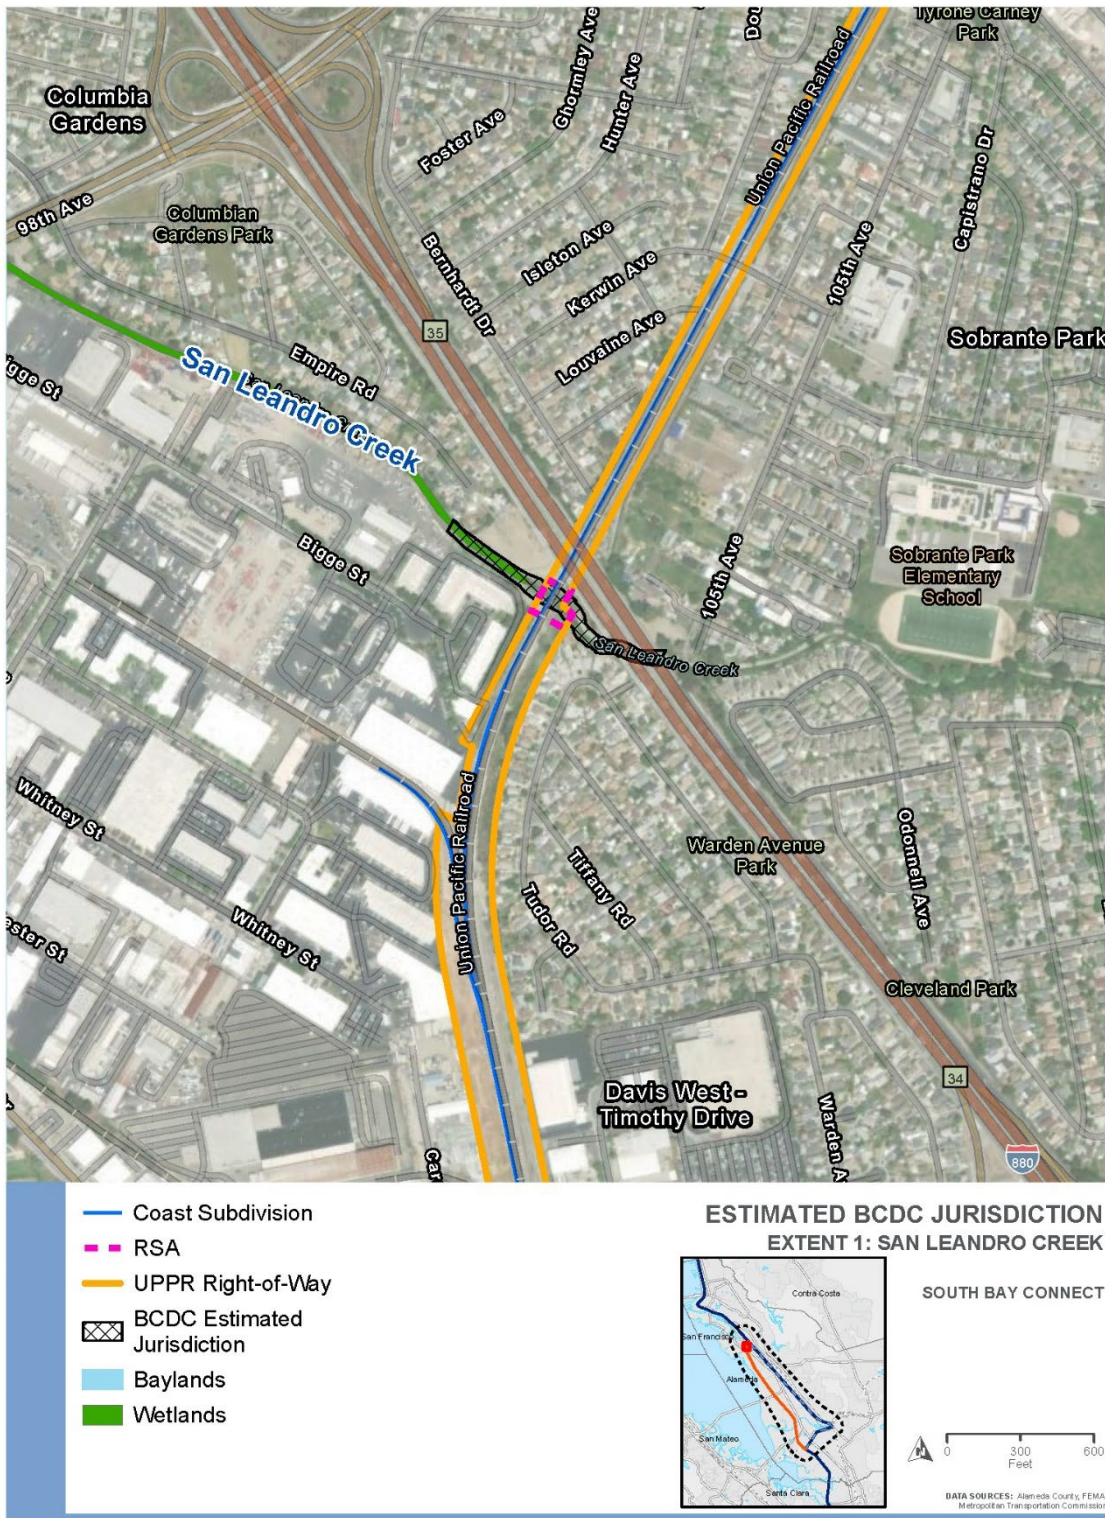 Tyrone Carney
Park
Dou
Ghormley Ave
Hunter Ave
Foster Ave
Union Pacific Railroad
Columbia
Gardens
98th Ave
Columbian
Gardens Park
Capistrano Dr
105th Ave
Isleton Ave
Kerwin Ave
Bernhardt Dr
Louvaine Ave
35
Sobrante Park
Empire Rd
San Leandro Creek
igge St
Bigge St
105th Ave
Sobrante Park
Elementary
School
San Leandro Creek
Whitney St
Union Pacific Railroad
Warden Avenue
Park
Odonnell Ave
Tiffany Rd
Tudor Rd
Whitney St
ester St
Cleveland Park
34
Davis West -
Timothy Drive
Warden A
Car
880
Coast Subdivision
RSA
UPPR Right-of-Way
BCDC Estimated
Jurisdiction
Baylands
Wetlands
ESTIMATED BCDC JURISDICTION
EXTENT 1: SAN LEANDRO CREEK
SOUTH BAY CONNECT
Contra Costa
San Francisco
Alameda
San Mateo
Santa Clara
0 300 600
Feet
DATA SOURCES: Alameda County, FEMA
Metropolitan Transportation Commission